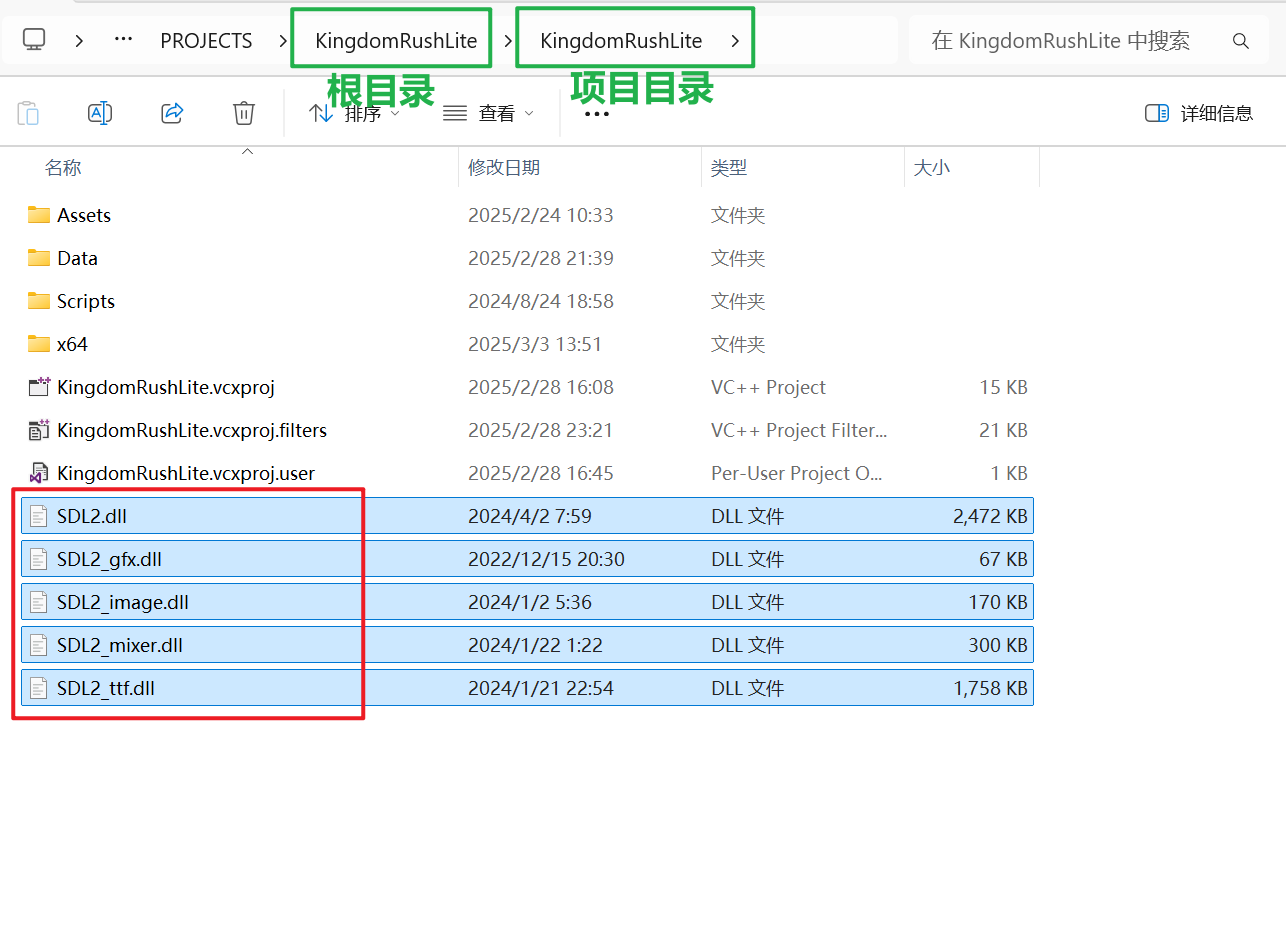 PROJECTS KingdomRushLite KingdomRushLite 在 KingdomRushLite 中搜索
根目录 项目目录
排序 查看 ••• 详细信息
名称 修改日期 类型 大小
Assets 2025/2/24 10:33 文件夹
Data 2025/2/28 21:39 文件夹
Scripts 2024/8/24 18:58 文件夹
x64 2025/3/3 13:51 文件夹
KingdomRushLite.vcxproj 2025/2/28 16:08 VC++ Project 15 KB
KingdomRushLite.vcxproj.filters 2025/2/28 23:21 VC++ Project Filter... 21 KB
KingdomRushLite.vcxproj.user 2025/2/28 16:45 Per-User Project O... 1 KB
SDL2.dll 2024/4/2 7:59 DLL 文件 2,472 KB
SDL2_gfx.dll 2022/12/15 20:30 DLL 文件 67 KB
SDL2_image.dll 2024/1/2 5:36 DLL 文件 170 KB
SDL2_mixer.dll 2024/1/22 1:22 DLL 文件 300 KB
SDL2_ttf.dll 2024/1/21 22:54 DLL 文件 1,758 KB